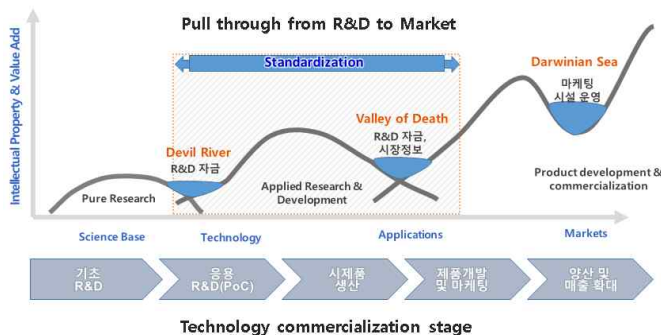 Pull through from R&D to Market
Intellectual Property & Value Add
Standardization
Darwinian Sea
마케팅
시설 운영
Valley of Death
R&D 자금,
시장정보
Devil River
R&D 자금
Pure Research
Applied Research &
Development
Product development &
commercialization
Science Base
Technology
Applications
Markets
기초
R&D
응용
R&D(PoC)
시제품
생산
제품개발
및 마케팅
양산 및
매출 확대
Technology commercialization stage